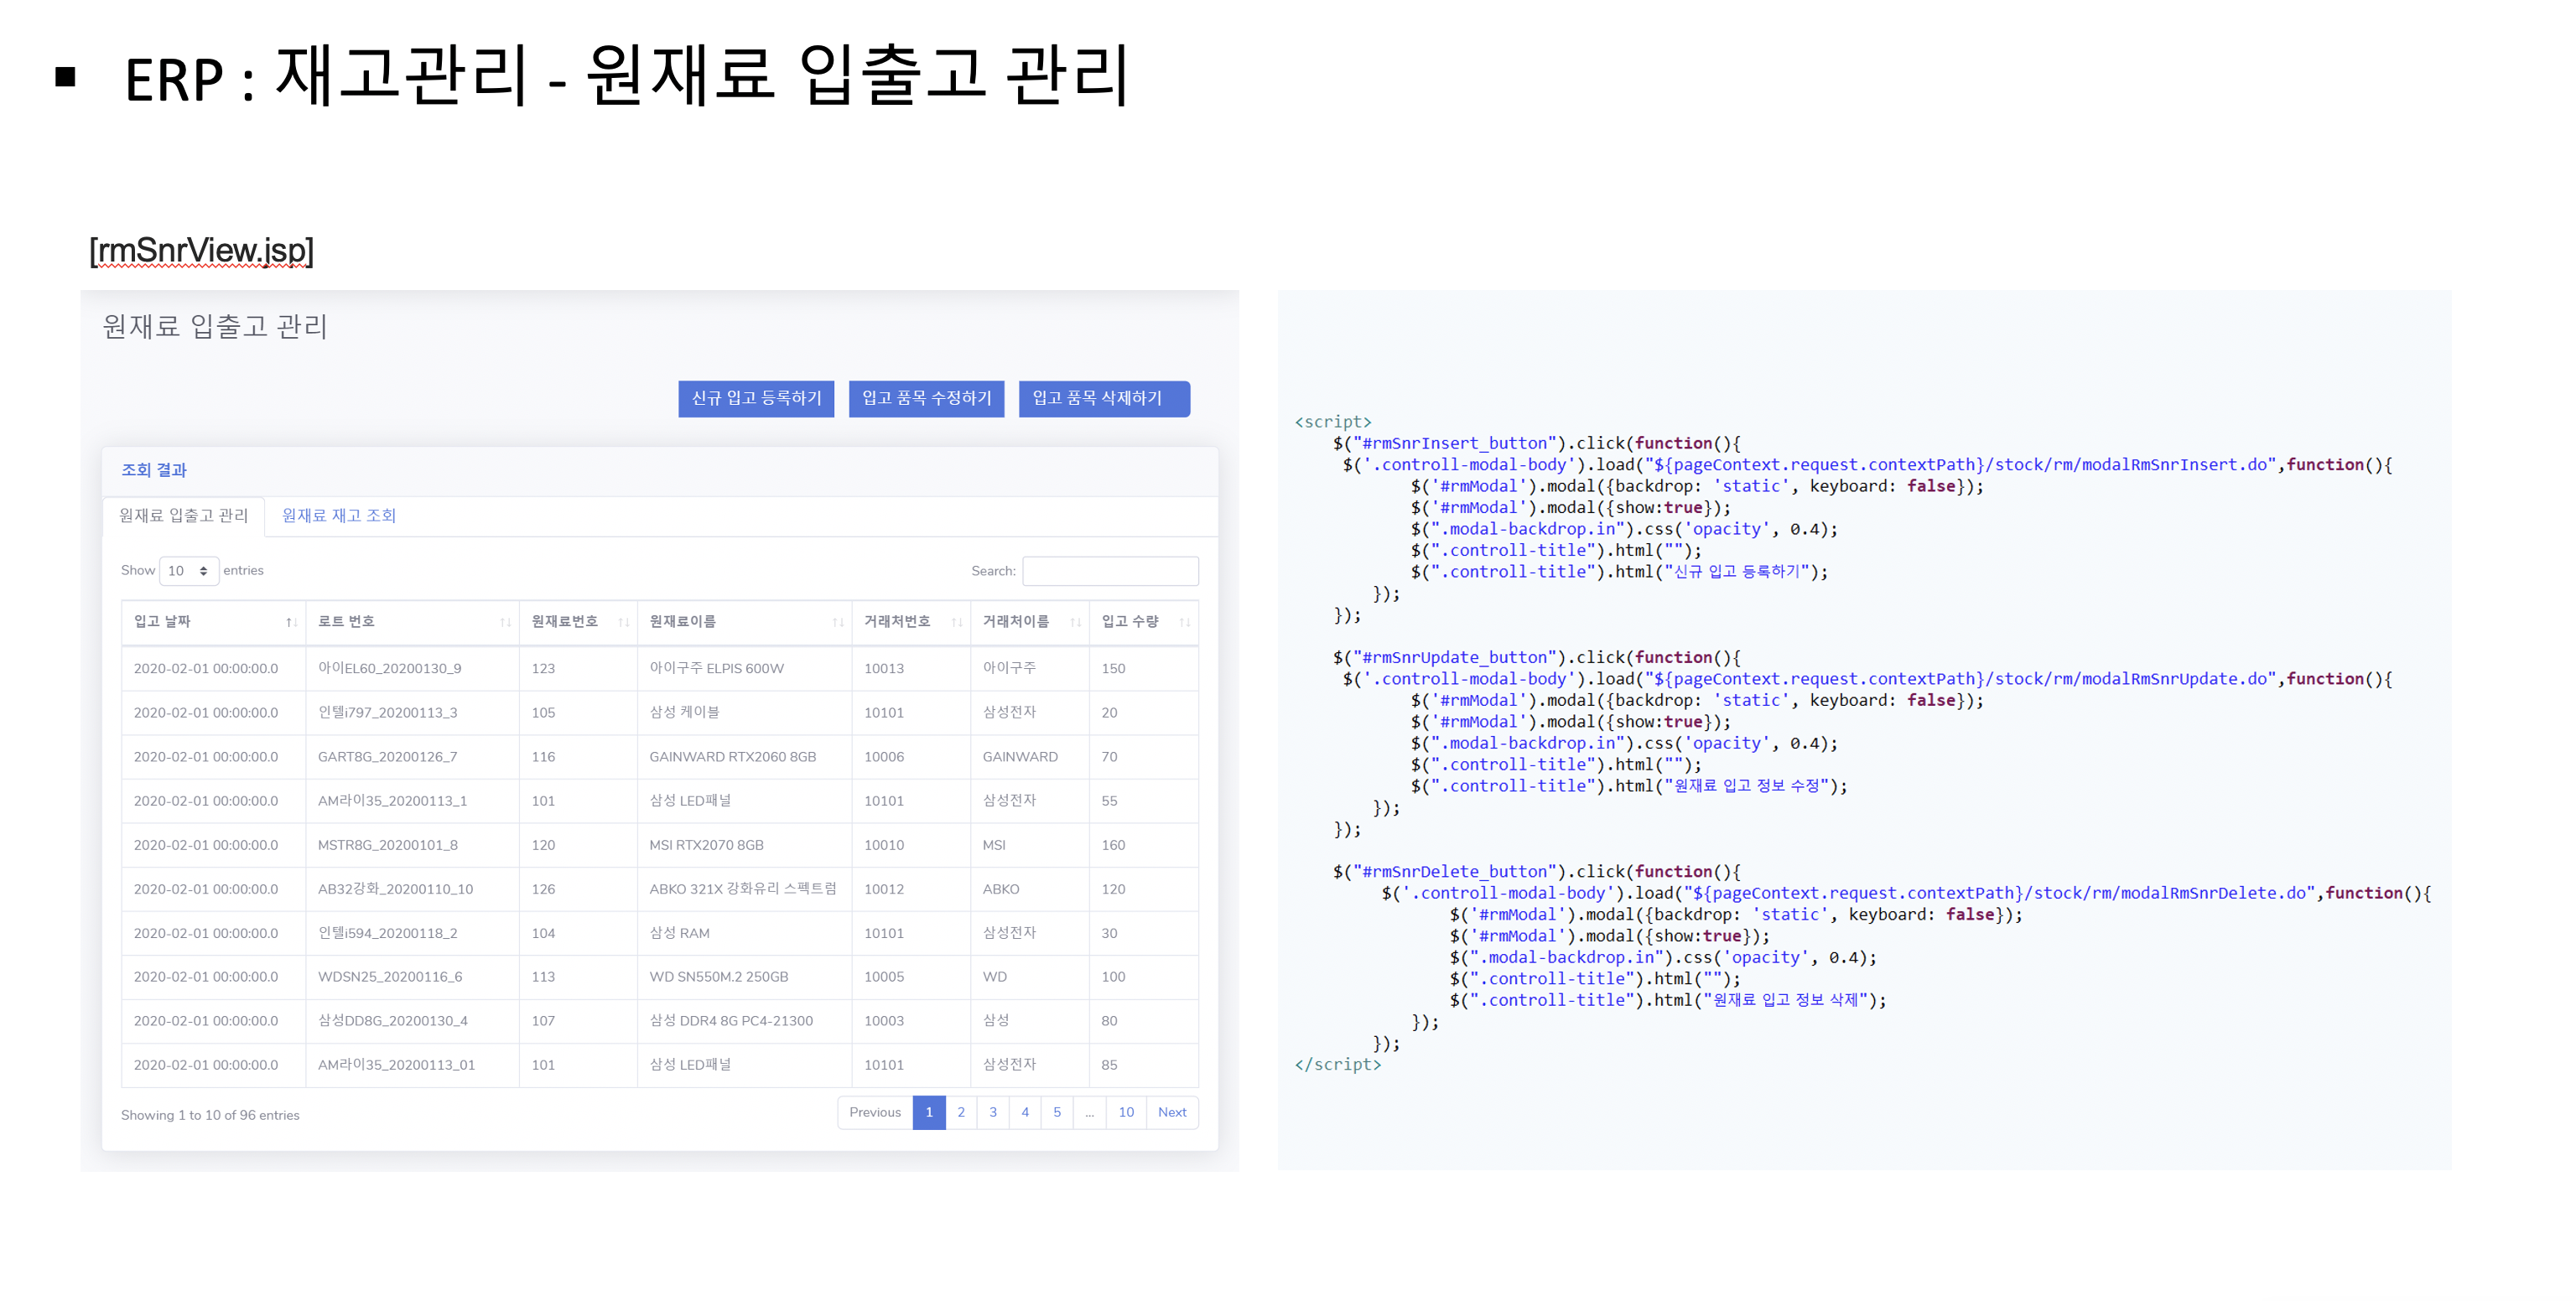 ▪ ERP : 재고관리 - 원재료 입출고 관리
[rmSnrView.jsp]
원재료 입출고 관리
신규 입고 등록하기 입고 품목 수정하기 입고 품목 삭제하기
조회 결과
원재료 입출고 관리 원재료 재고 조회
Show 10 entries Search:
입고 날짜 로트 번호 원재료번호 원재료이름 거래처번호 거래처이름 입고 수량
2020-02-01 00:00:00.0 아이EL60_20200130_9 123 아이구주 ELPIS 600W 10013 아이구주 150
2020-02-01 00:00:00.0 인텔i797_20200113_3 105 삼성 케이블 10101 삼성전자 20
2020-02-01 00:00:00.0 GART8G_20200126_7 116 GAINWARD RTX2060 8GB 10006 GAINWARD 70
2020-02-01 00:00:00.0 AM라이35_20200113_1 101 삼성 LED패널 10101 삼성전자 55
2020-02-01 00:00:00.0 MSTR8G_20200101_8 120 MSI RTX2070 8GB 10010 MSI 160
2020-02-01 00:00:00.0 AB32강화_20200110_10 126 ABKO 321X 강화유리 스펙트럼 10012 ABKO 120
2020-02-01 00:00:00.0 인텔i594_20200118_2 104 삼성 RAM 10101 삼성전자 30
2020-02-01 00:00:00.0 WDSN25_20200116_6 113 WD SN550M.2 250GB 10005 WD 100
2020-02-01 00:00:00.0 삼성DD8G_20200130_4 107 삼성 DDR4 8G PC4-21300 10003 삼성 80
2020-02-01 00:00:00.0 AM라이35_20200113_01 101 삼성 LED패널 10101 삼성전자 85
Showing 1 to 10 of 96 entries Previous 1 2 3 4 5 ... 10 Next
<script>
$("#rmSnrInsert_button").click(function(){
$('.controll-modal-body').load("${pageContext.request.contextPath}/stock/rm/modalRmSnrInsert.do",function(){
$('#rmModal').modal({backdrop: 'static', keyboard: false});
$('#rmModal').modal({show:true});
$(".modal-backdrop.in").css('opacity', 0.4);
$(".controll-title").html("");
$(".controll-title").html("신규 입고 등록하기");
});
});
$("#rmSnrUpdate_button").click(function(){
$('.controll-modal-body').load("${pageContext.request.contextPath}/stock/rm/modalRmSnrUpdate.do",function(){
$('#rmModal').modal({backdrop: 'static', keyboard: false});
$('#rmModal').modal({show:true});
$(".modal-backdrop.in").css('opacity', 0.4);
$(".controll-title").html("");
$(".controll-title").html("원재료 입고 정보 수정");
});
});
$("#rmSnrDelete_button").click(function(){
$('.controll-modal-body').load("${pageContext.request.contextPath}/stock/rm/modalRmSnrDelete.do",function(){
$('#rmModal').modal({backdrop: 'static', keyboard: false});
$('#rmModal').modal({show:true});
$(".modal-backdrop.in").css('opacity', 0.4);
$(".controll-title").html("");
$(".controll-title").html("원재료 입고 정보 삭제");
});
});
</script>